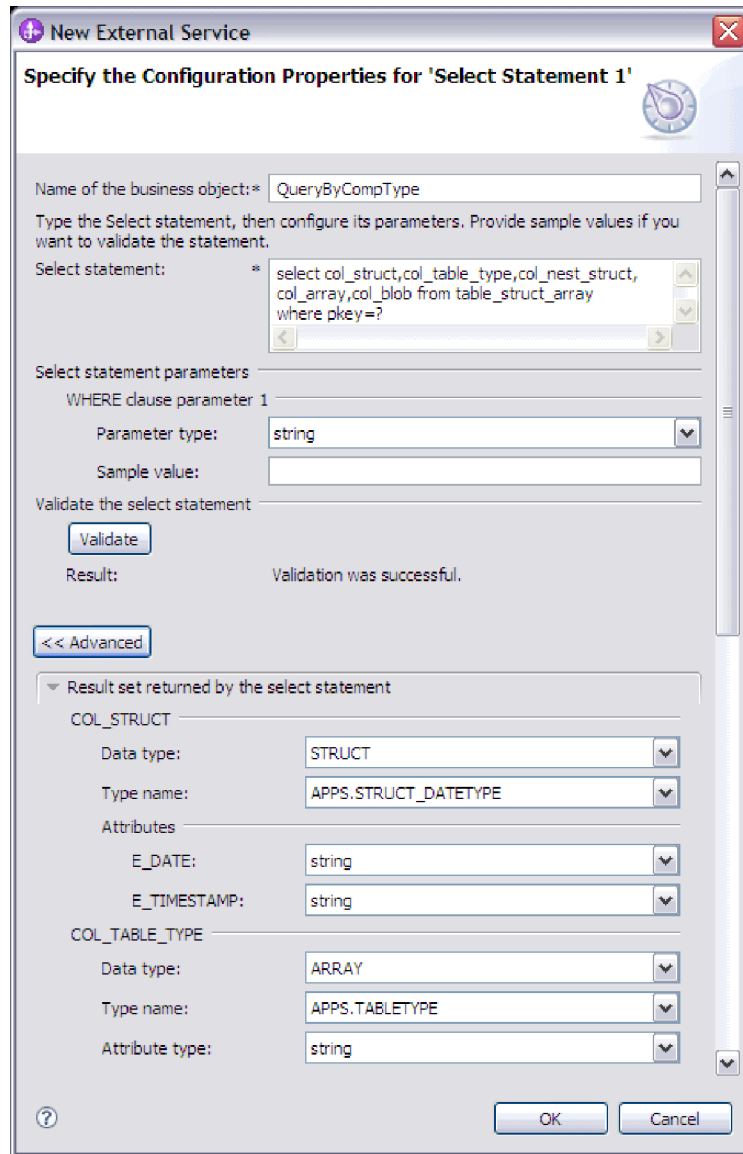 New External Service
Specify the Configuration Properties for 'Select Statement 1'
Name of the business object:* QueryByCompType
Type the Select statement, then configure its parameters. Provide sample values if you
want to validate the statement.
Select statement: * select col_struct,col_table_type,col_nest_struct,
col_array,col_blob from table_struct_array
where pkey=?
Select statement parameters
WHERE clause parameter 1
Parameter type: string
Sample value:
Validate the select statement
Validate
Result: Validation was successful.
<< Advanced
Result set returned by the select statement
COL_STRUCT
Data type: STRUCT
Type name: APPS.STRUCT_DATETYPE
Attributes
E_DATE: string
E_TIMESTAMP: string
COL_TABLE_TYPE
Data type: ARRAY
Type name: APPS.TABLETYPE
Attribute type: string
? OK Cancel